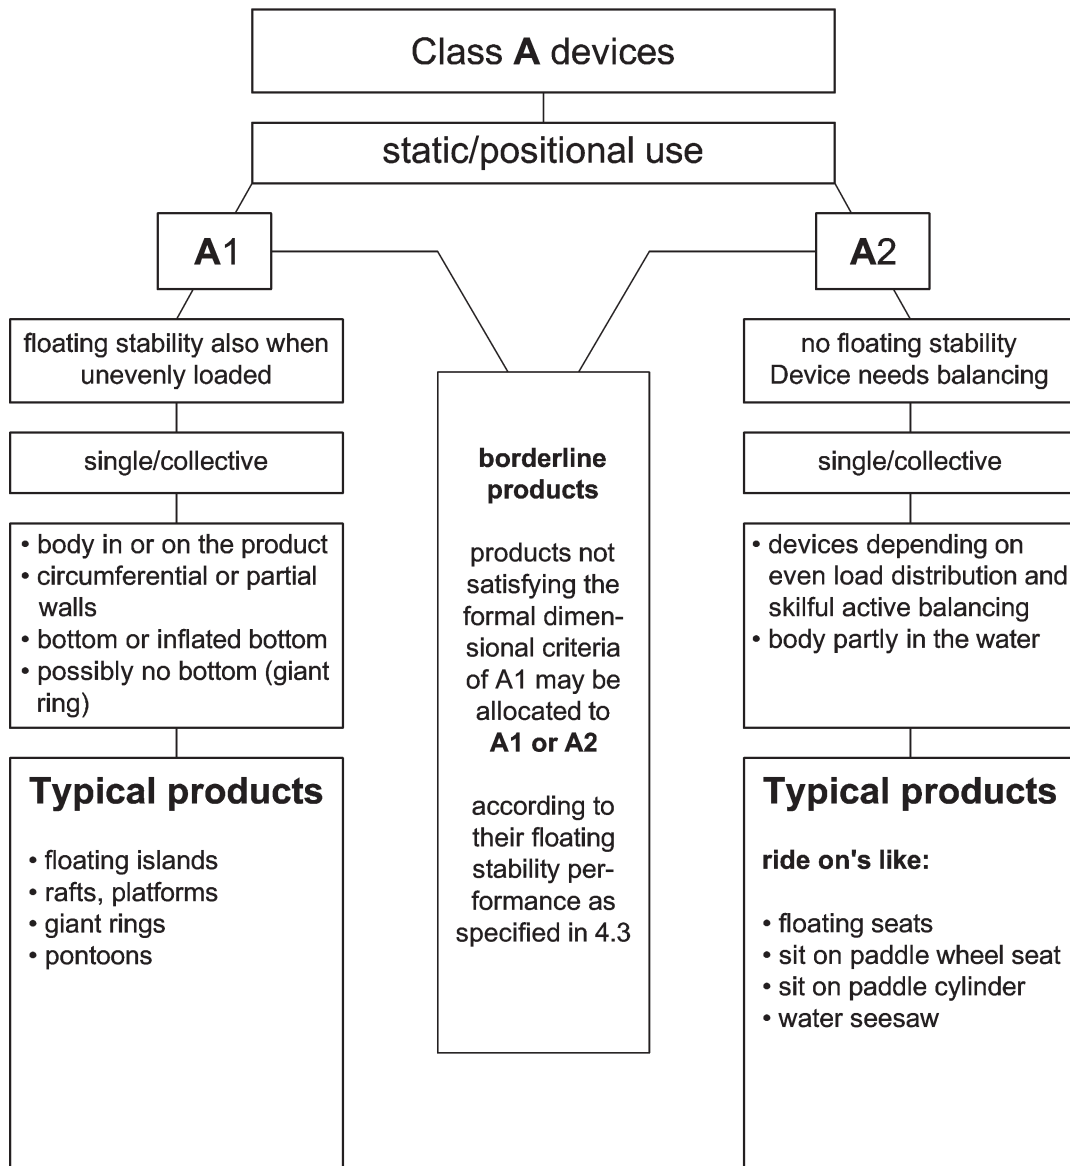 Class A devices
static/positional use
A1
A2
floating stability also when
unevenly loaded
single/collective
• body in or on the product
• circumferential or partial
walls
• bottom or inflated bottom
• possibly no bottom (giant
ring)
Typical products
• floating islands
• rafts, platforms
• giant rings
• pontoons
borderline
products
products not
satisfying the
formal dimen-
sional criteria
of A1 may be
allocated to
A1 or A2
according to
their floating
stability per-
formance as
specified in 4.3
no floating stability
Device needs balancing
single/collective
• devices depending on
even load distribution and
skilful active balancing
• body partly in the water
Typical products
ride on's like:
• floating seats
• sit on paddle wheel seat
• sit on paddle cylinder
• water seesaw